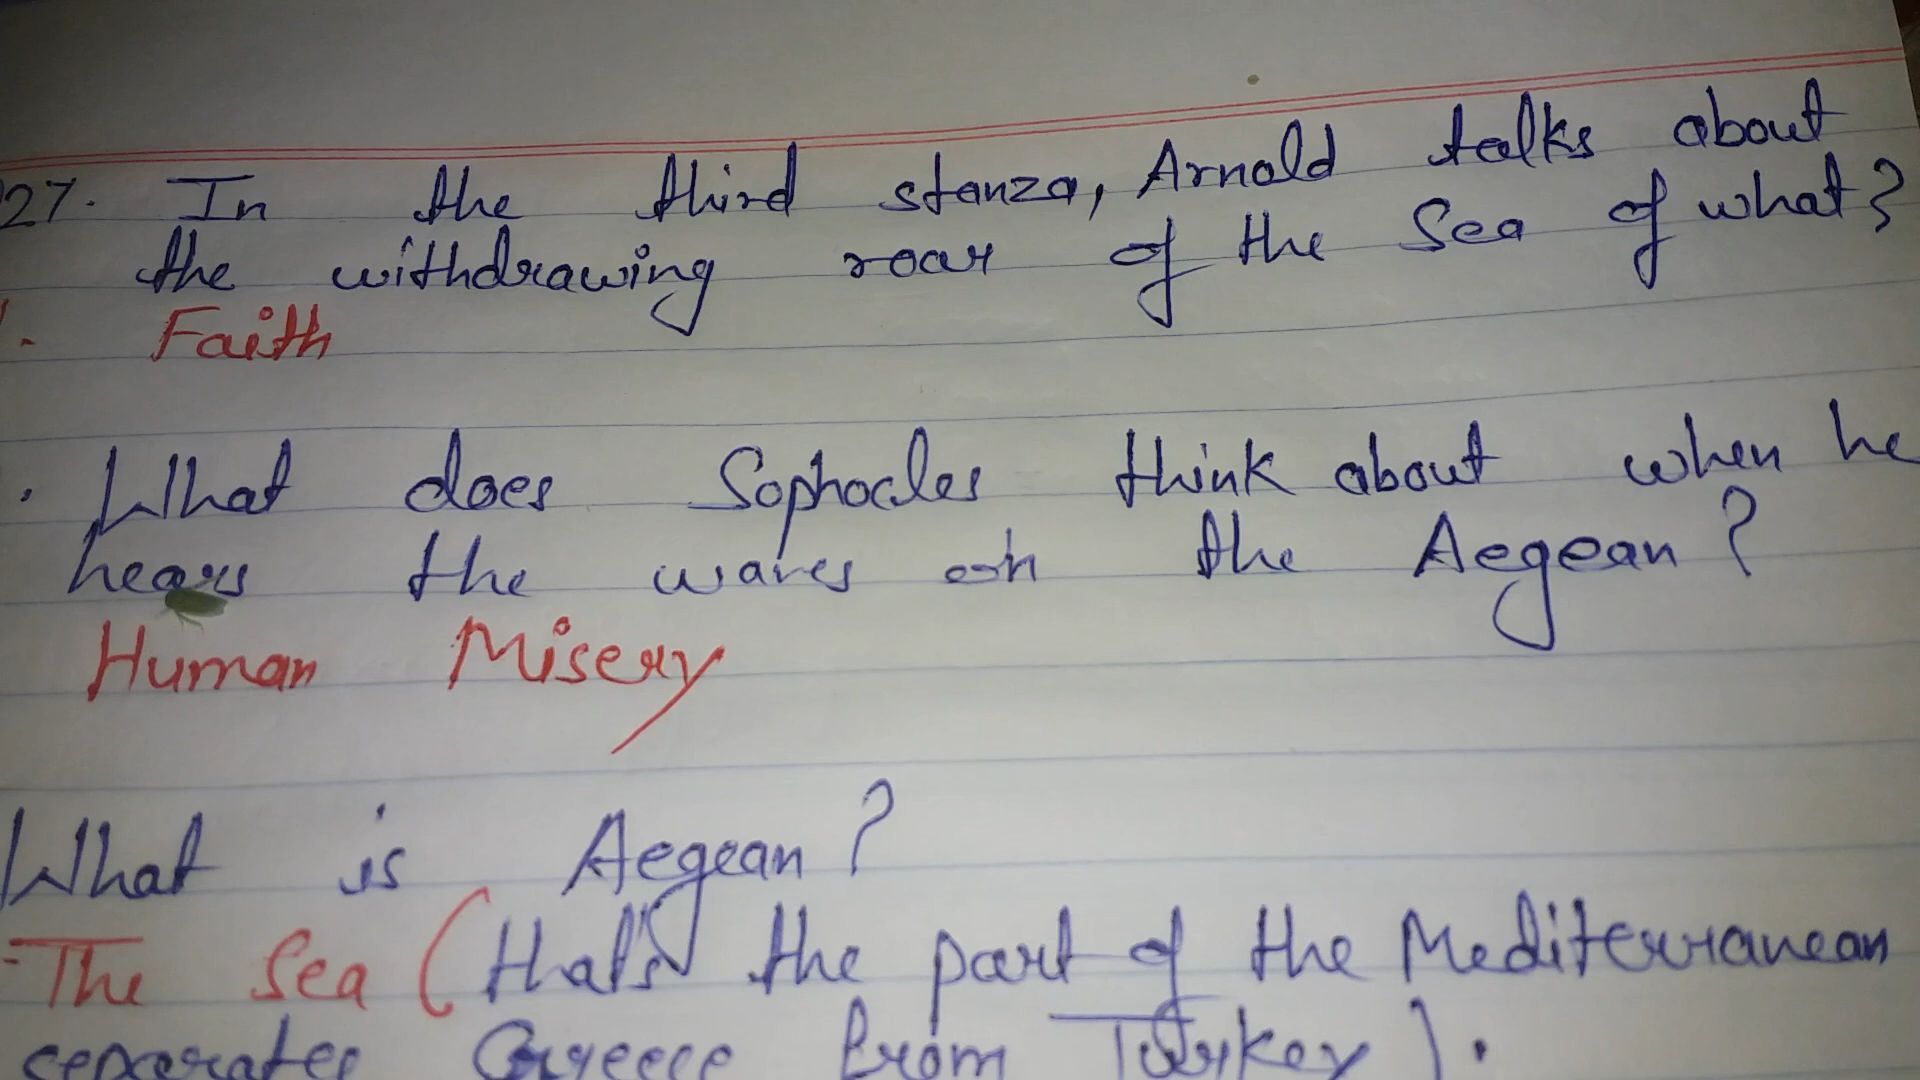 27. In the third stanza, Arnold talks about
the withdrawing roar of the Sea of what?
Faith
What does Sophocles think about when he
hears the waves on the Aegean?
Human Misery
What is Aegean?
The Sea (that's the part of the Mediterranean
separates Greece from Turkey).